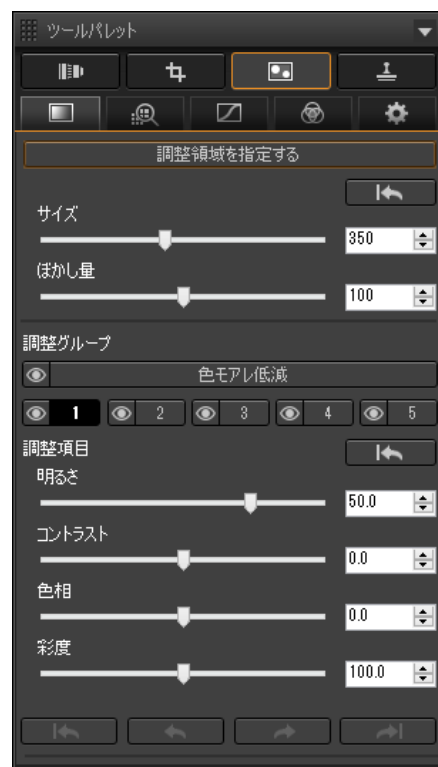 ツールパレット
調整領域を指定する
サイズ
350
ぼかし量
100
調整グループ
色モアレ低減
1 2 3 4 5
調整項目
明るさ
50.0
コントラスト
0.0
色相
0.0
彩度
100.0